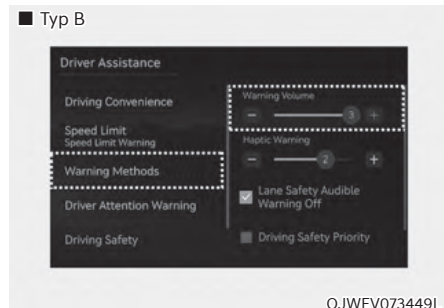 ■ Typ B
Driver Assistance
Driving Convenience
Speed Limit
Speed Limit Warning
Warning Methods
Driver Attention Warning
Driving Safety
Warning Volume
− 3 +
Haptic Warning
− 2 +
Lane Safety Audible
Warning Off
Driving Safety Priority
OJWEV073449L